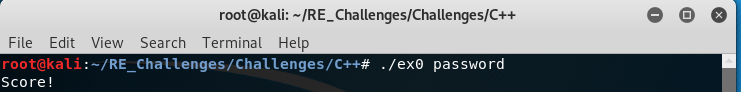 root@kali: ~/RE_Challenges/Challenges/C++
File Edit View Search Terminal Help
root@kali:~/RE_Challenges/Challenges/C++# ./ex0 password
Score!